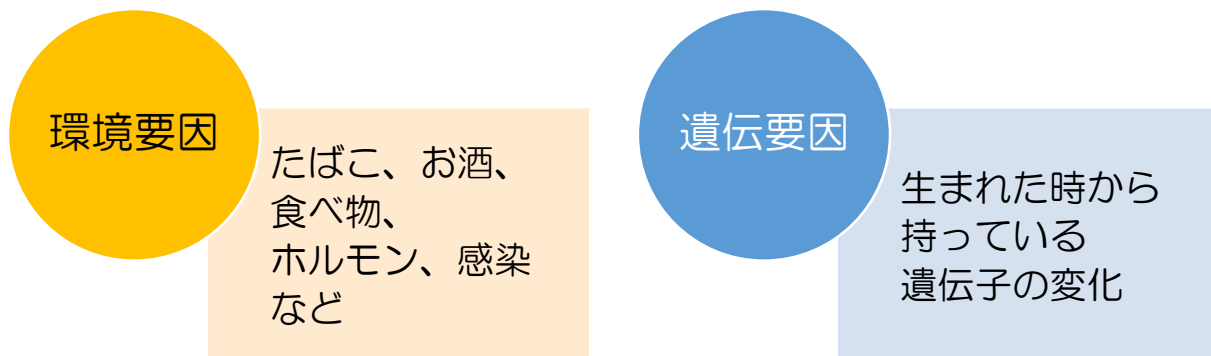 環境要因
たばこ、お酒、
食べ物、
ホルモン、感染
など
遺伝要因
生まれた時から
持っている
遺伝子の変化